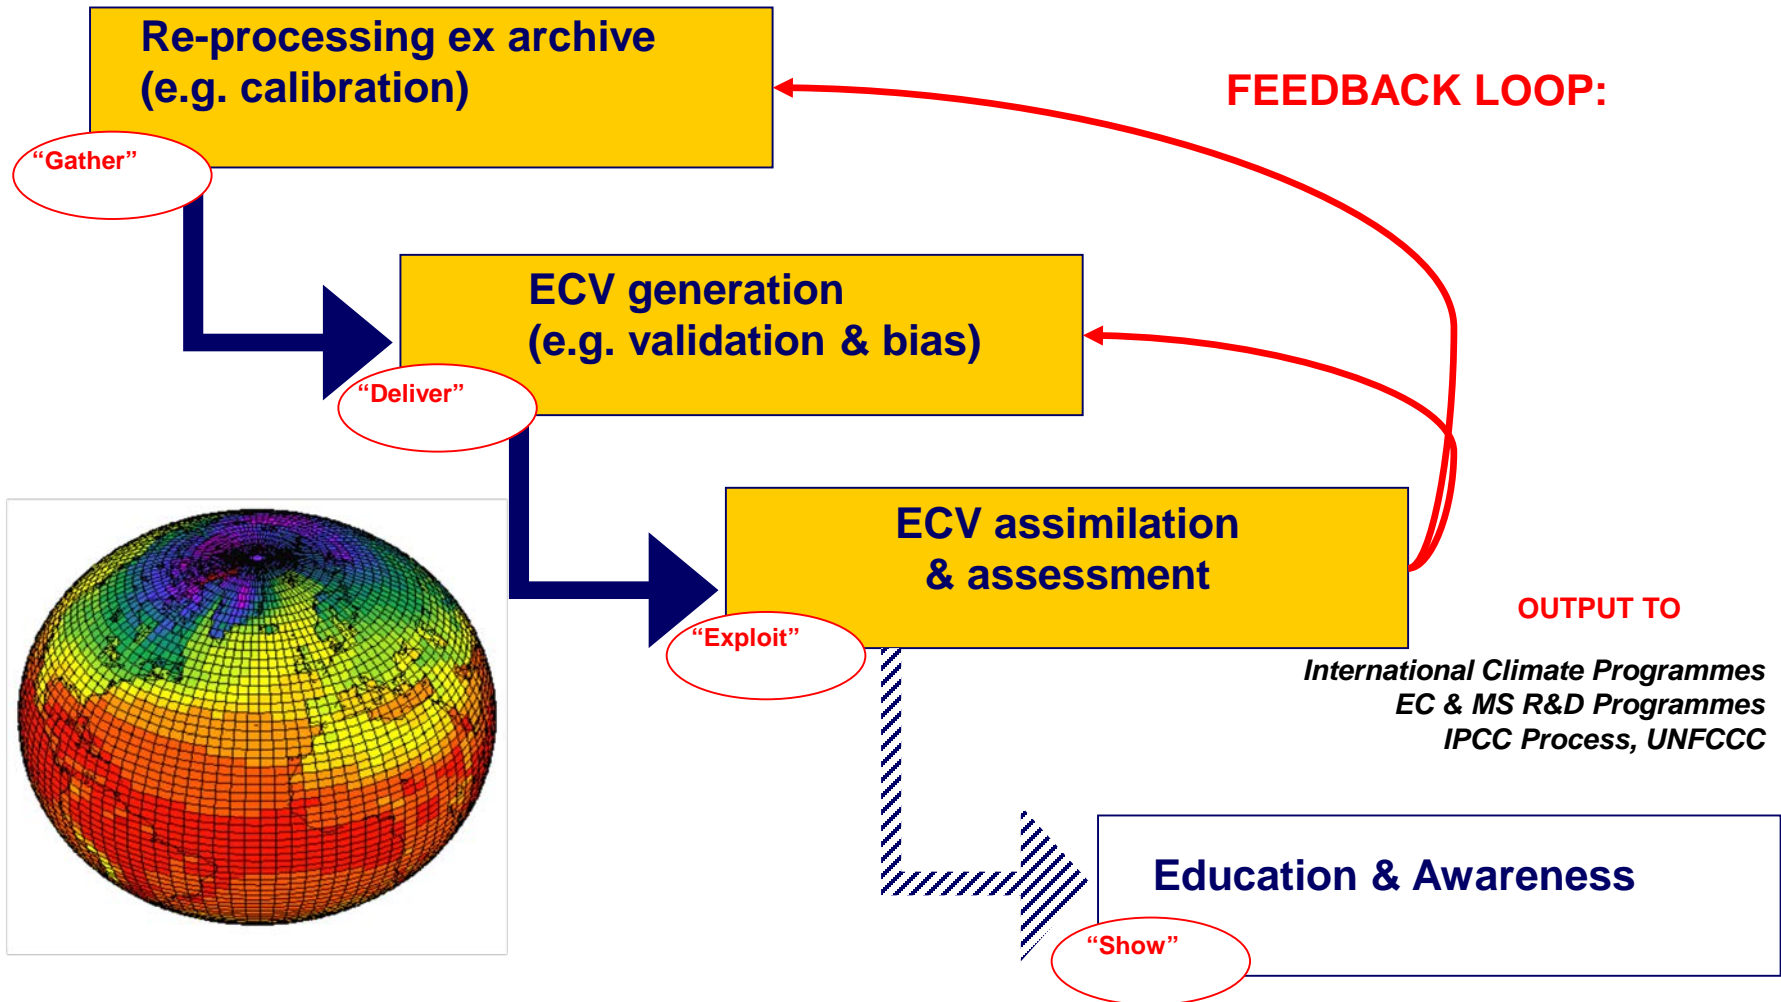 Re-processing ex archive
(e.g. calibration)
FEEDBACK LOOP:
“Gather”
ECV generation
(e.g. validation & bias)
“Deliver”
ECV assimilation
& assessment
“Exploit”
OUTPUT TO
International Climate Programmes
EC & MS R&D Programmes
IPCC Process, UNFCCC
Education & Awareness
“Show”